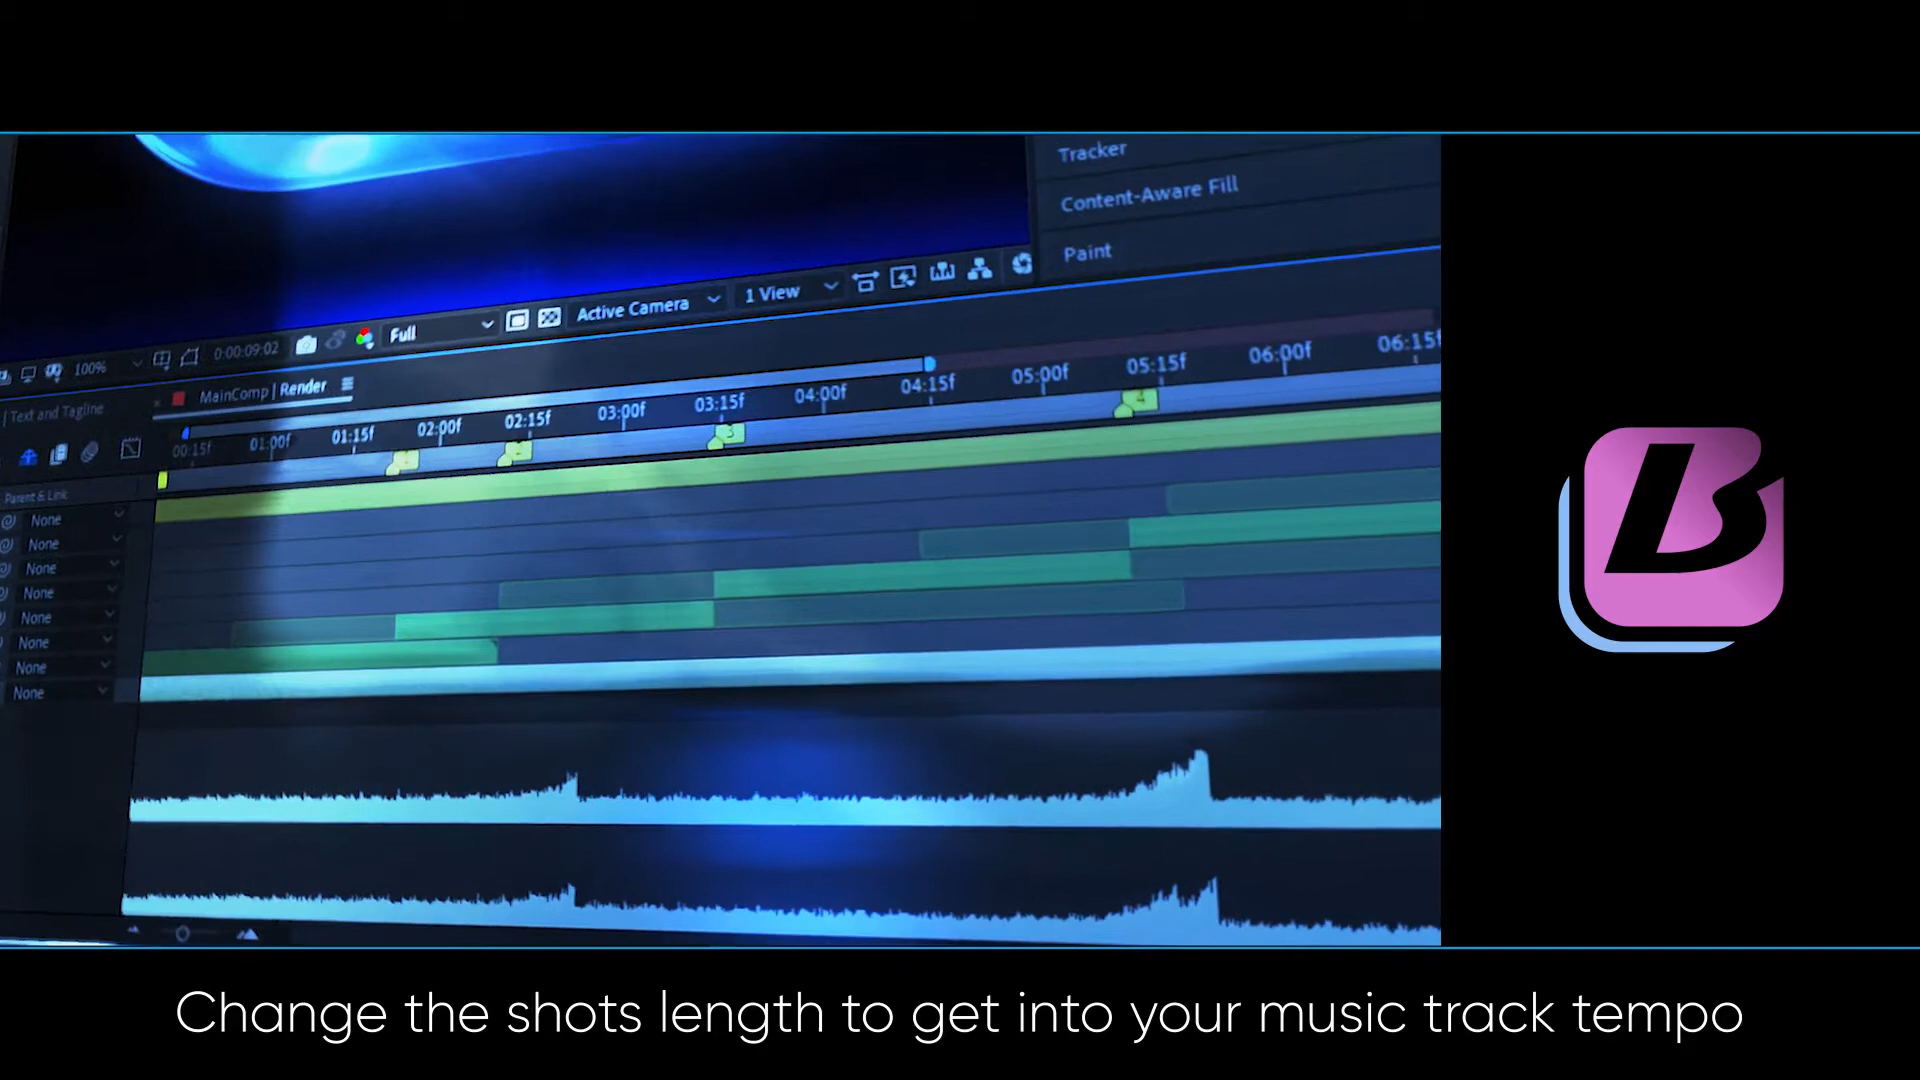 Tracker
Content-Aware Fill
Paint
100%
0:00:09:02
Full
Active Camera
1 View
MainComp | Render
| Text and Tagline
00:15f
01:00f
01:15f
02:00f
02:15f
03:00f
03:15f
04:00f
04:15f
05:00f
05:15f
06:00f
06:15f
3
4
Parent & Link
None
None
None
None
None
None
None
None
B
Change the shots length to get into your music track tempo